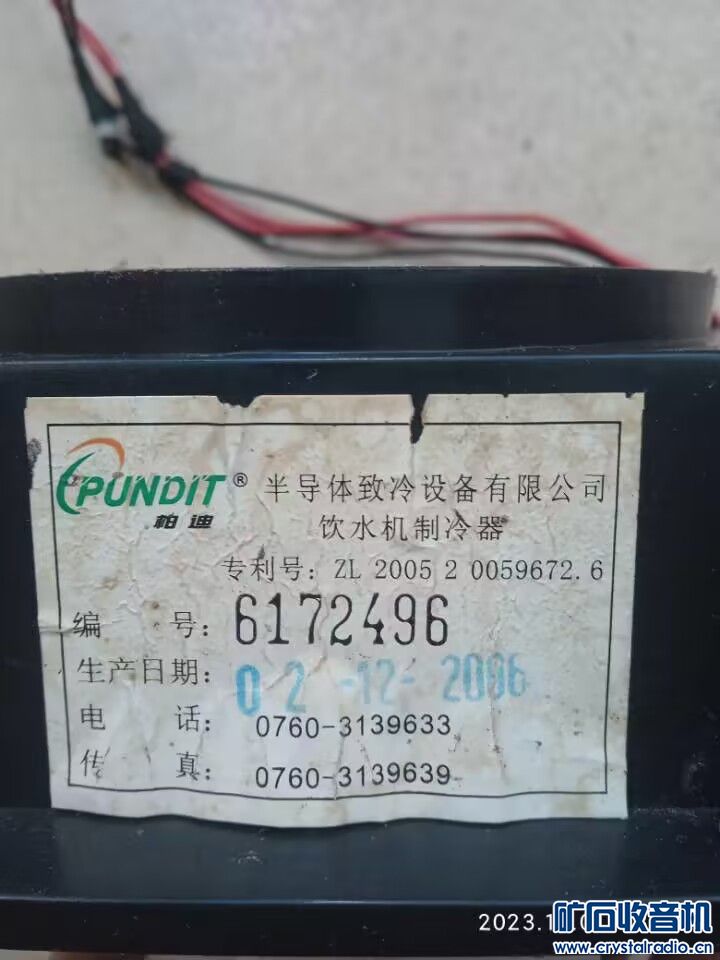 PUNDIT® 半导体致冷设备有限公司
柏迪 饮水机制冷器
专利号：ZL 2005 2 0059672.6
编 号：6172496
生产日期：02-12-2006
电 话：0760-3139633
传 真：0760-3139639
2023.1
矿石收音机
www.crystalradio.cn